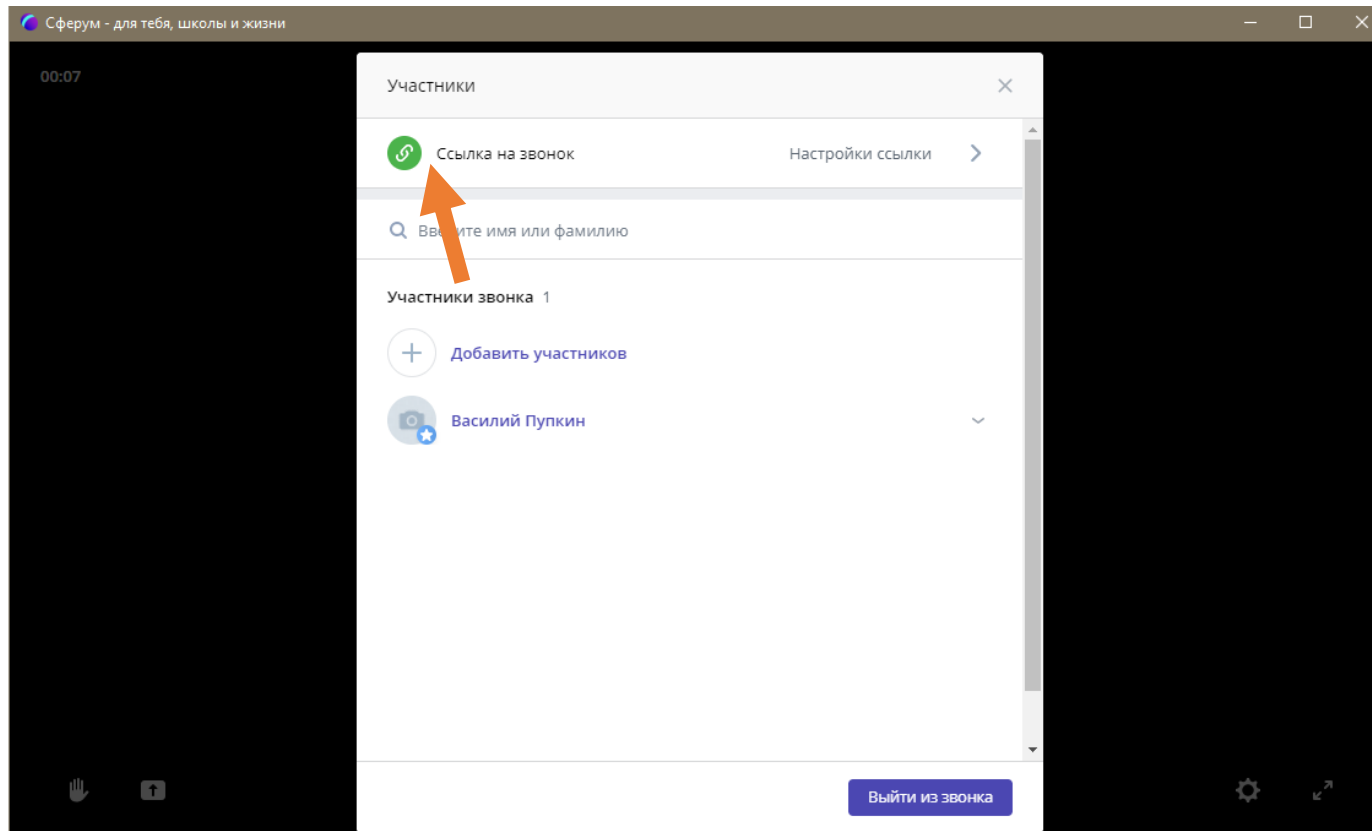 Сферум - для тебя, школы и жизни
00:07
Участники
Ссылка на звонок Настройки ссылки
имя или фамилию
Участники звонка 1
Добавить участников
Василий Пупкин
Выйти из звонка